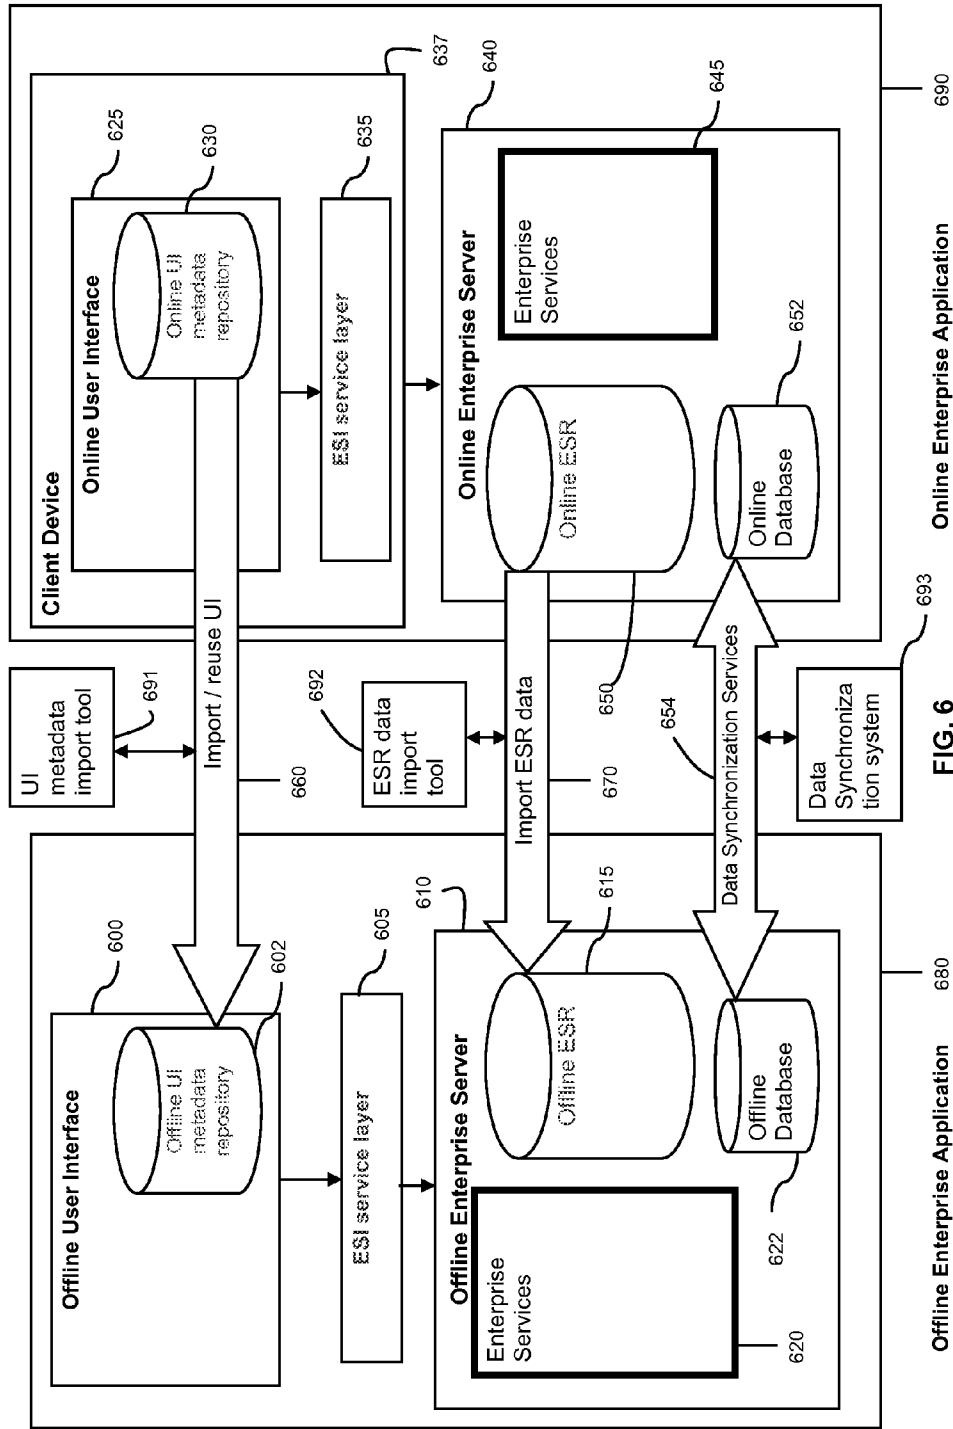 Offline User Interface
600
Offline UI
metadata
repository
602
ESI service layer
605
Offline Enterprise Server
610
Enterprise
Services
620
Offline ESR
615
Offline
Database
622
680
Offline Enterprise Application
UI
metadata
import tool
691
Import / reuse UI
660
ESR data
import
tool
692
Import ESR data
670
Data Synchronization Services
654
Data
Synchroniza
tion system
693
FIG. 6
Client Device
637
Online User Interface
625
Online UI
metadata
repository
630
ESI service layer
635
Online Enterprise Server
640
Online ESR
650
Enterprise
Services
645
Online
Database
652
690
Online Enterprise Application